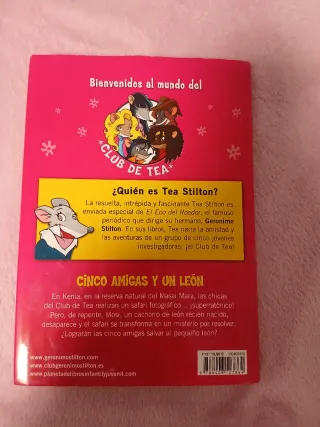 Bienvenidos al mundo del
CLUB DE TEA
¿Quién es Tea Stilton?
La resuelta, intrépida y fascinante Tea Stilton es
enviada especial de El Eco del Roedor, el famoso
periódico que dirige su hermano, Geronimo
Stilton. En sus libros, Tea narra la amistad y
las aventuras de un grupo de cinco jóvenes
investigadoras: ¡el Club de Tea!
CINCO AMIGAS Y UN LEÓN
En Kenia, en la reserva natural del Masai Mara, las chicas
del Club de Tea realizan un safari fotográfico... ¡superratónico!
Pero, de repente, Mosi, un cachorro de león recién nacido,
desaparece y el safari se transforma en un misterio por resolver.
¿Lograrán las cinco amigas salvar al pequeño león?
www.geronimostilton.com
www.clubgeronimostilton.es
www.planetadelibrosinfantilyjuvenil.com